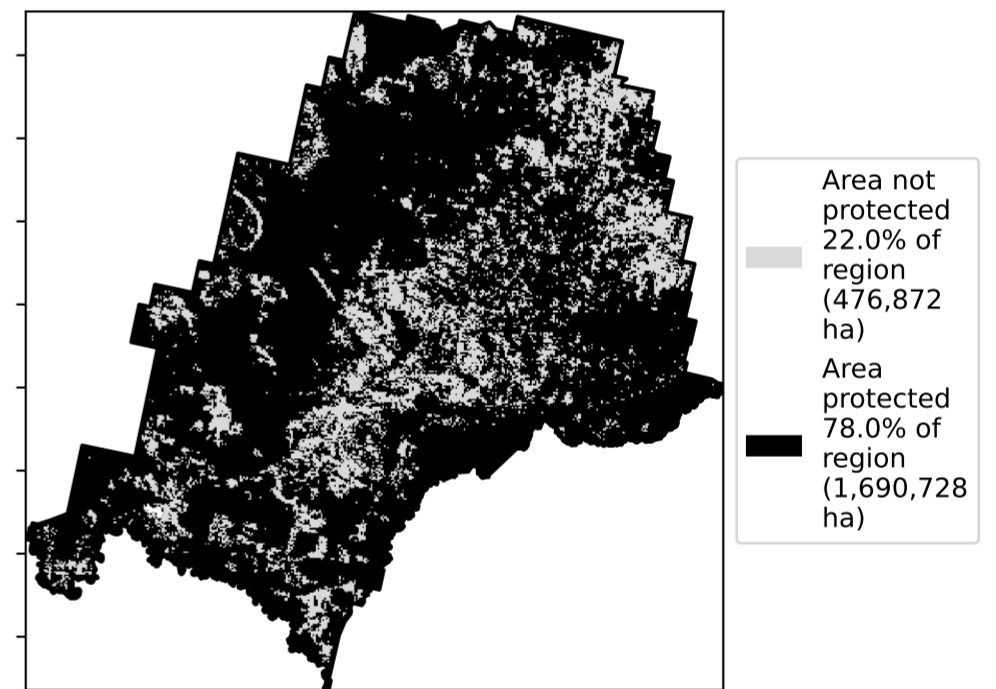 Area not
protected
22.0% of
region
(476,872
ha)
Area
protected
78.0% of
region
(1,690,728
ha)